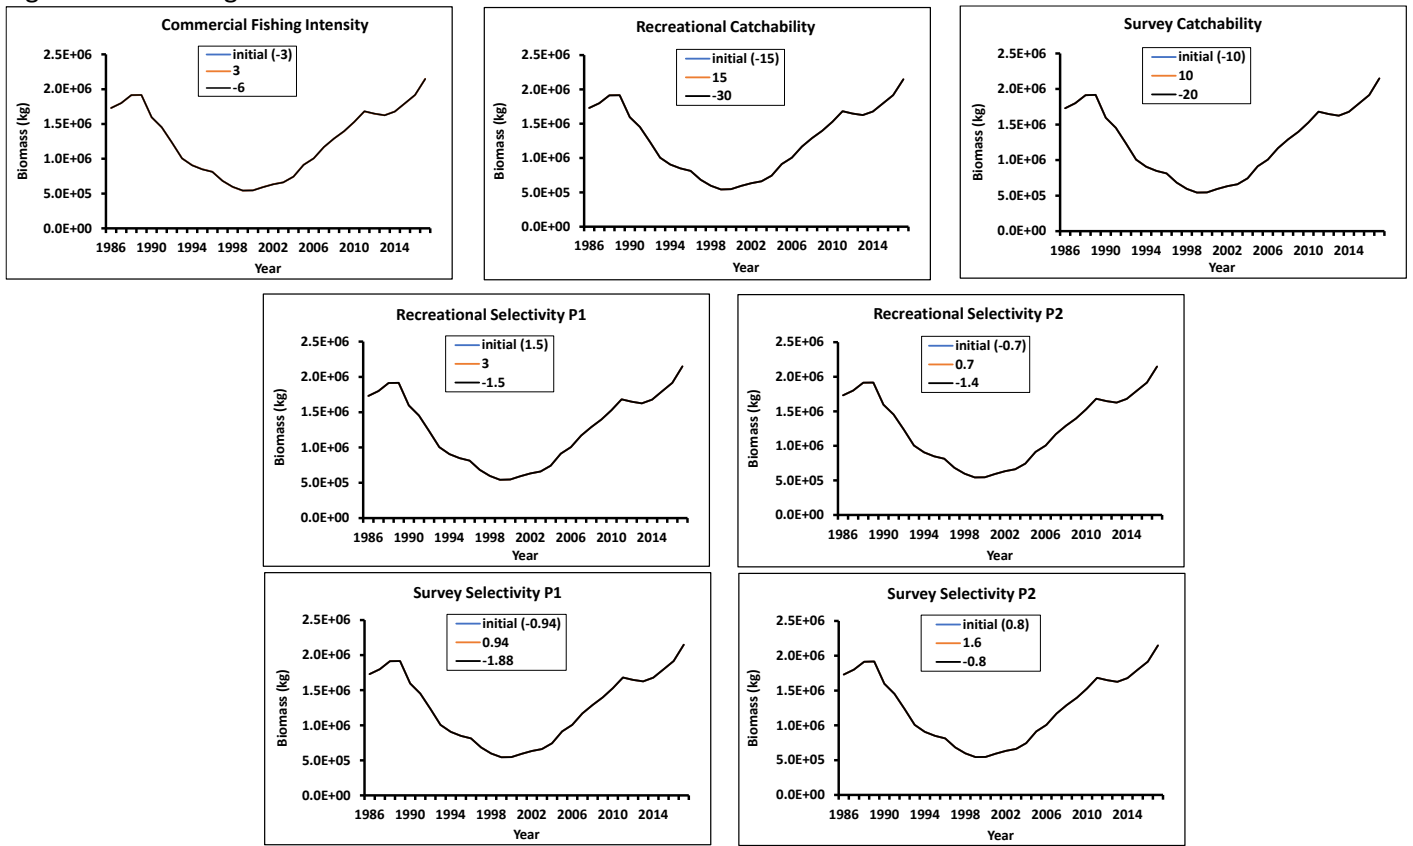 Commercial Fishing Intensity
initial (-3)
3
-6
2.5E+06
2.0E+06
1.5E+06
1.0E+06
5.0E+05
0.0E+00
Biomass (kg)
1986 1990 1994 1998 2002 2006 2010 2014
Year
Recreational Catchability
initial (-15)
15
-30
2.5E+06
2.0E+06
1.5E+06
1.0E+06
5.0E+05
0.0E+00
Biomass (kg)
1986 1990 1994 1998 2002 2006 2010 2014
Year
Survey Catchability
initial (-10)
10
-20
2.5E+06
2.0E+06
1.5E+06
1.0E+06
5.0E+05
0.0E+00
Biomass (kg)
1986 1990 1994 1998 2002 2006 2010 2014
Year
Recreational Selectivity P1
initial (1.5)
3
-1.5
2.5E+06
2.0E+06
1.5E+06
1.0E+06
5.0E+05
0.0E+00
Biomass (kg)
1986 1990 1994 1998 2002 2006 2010 2014
Year
Recreational Selectivity P2
initial (-0.7)
0.7
-1.4
2.5E+06
2.0E+06
1.5E+06
1.0E+06
5.0E+05
0.0E+00
Biomass (kg)
1986 1990 1994 1998 2002 2006 2010 2014
Year
Survey Selectivity P1
initial (-0.94)
0.94
-1.88
2.5E+06
2.0E+06
1.5E+06
1.0E+06
5.0E+05
0.0E+00
Biomass (kg)
1986 1990 1994 1998 2002 2006 2010 2014
Year
Survey Selectivity P2
initial (0.8)
1.6
-0.8
2.5E+06
2.0E+06
1.5E+06
1.0E+06
5.0E+05
0.0E+00
Biomass (kg)
1986 1990 1994 1998 2002 2006 2010 2014
Year